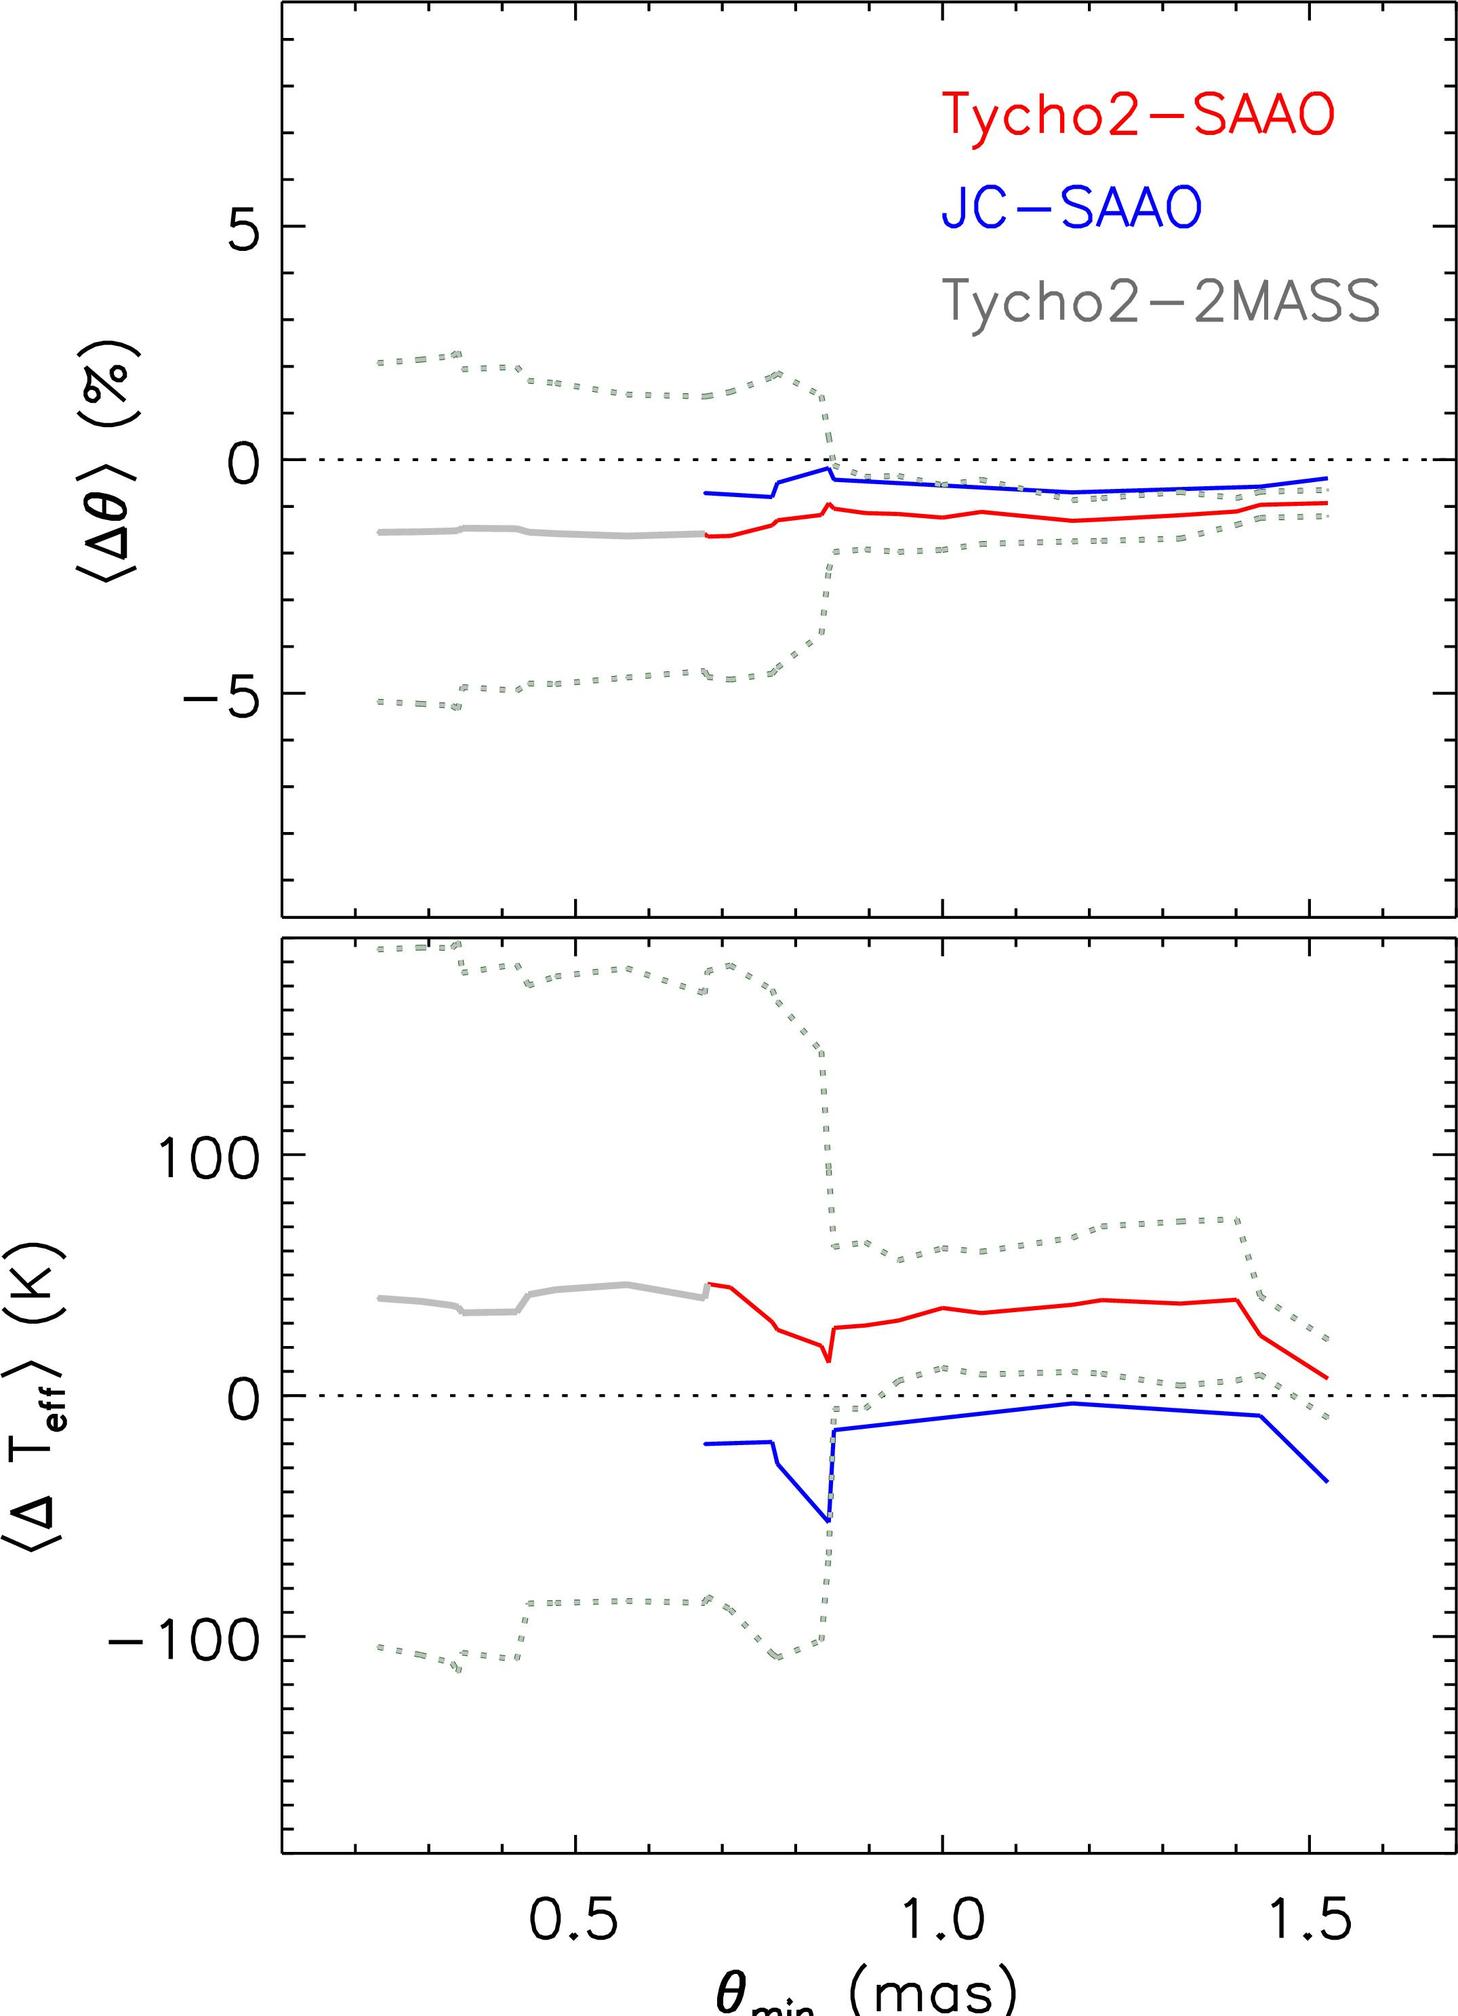 Tycho2-SAAO
JC-SAAO
Tycho2-2MASS
5
0
-5
⟨Δθ⟩ (%)
100
0
-100
⟨Δ T_eff⟩ (K)
0.5 1.0 1.5
θ_min (mas)